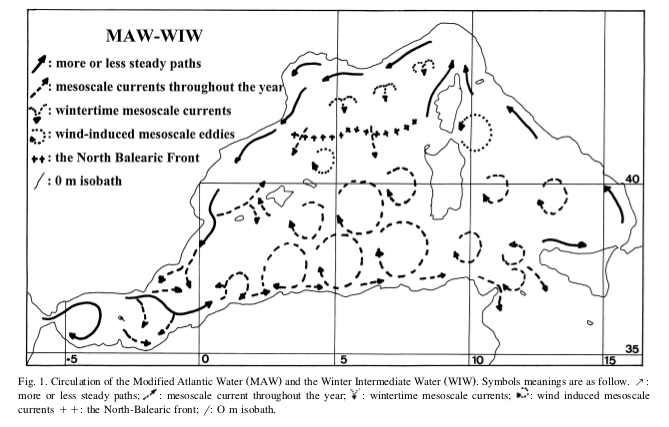 MAW-WIW
: more or less steady paths
: mesoscale currents throughout the year
: wintertime mesoscale currents
: wind-induced mesoscale eddies
++: the North Balearic Front
/: 0 m isobath
40
35
-5
0
5
10
15
Fig. 1. Circulation of the Modified Atlantic Water (MAW) and the Winter Intermediate Water (WIW). Symbols meanings are as follow. ↗:
more or less steady paths; : mesoscale current throughout the year; : wintertime mesoscale currents; : wind induced mesoscale
currents ++: the North-Balearic front; /: O m isobath.